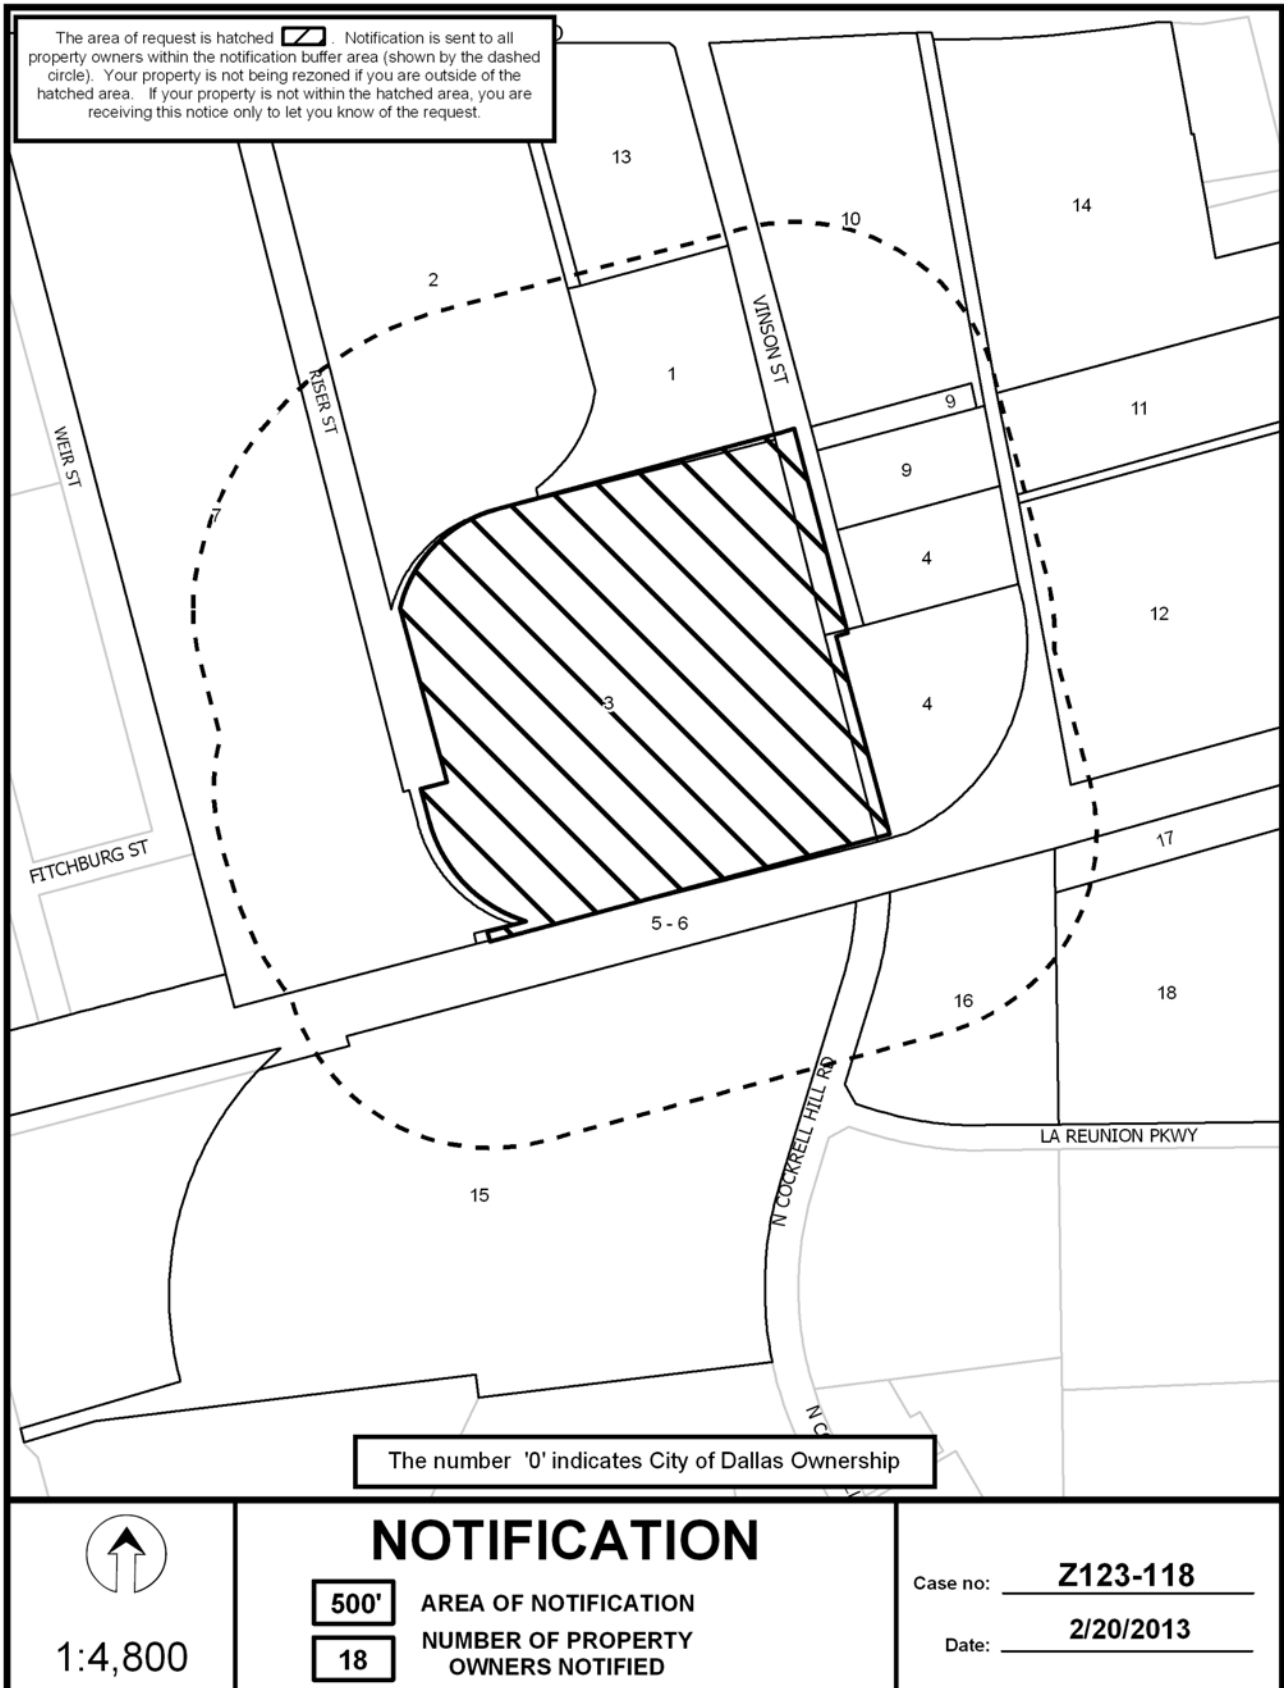 The area of request is hatched . Notification is sent to all
property owners within the notification buffer area (shown by the dashed
circle). Your property is not being rezoned if you are outside of the
hatched area. If your property is not within the hatched area, you are
receiving this notice only to let you know of the request.
13
14
10
2
VINSON ST
1
RISER ST
9
11
WEIR ST
9
7
4
12
3
4
FITCHBURG ST
17
5 - 6
16
18
N COCKRELL HILL RD
LA REUNION PKWY
15
The number '0' indicates City of Dallas Ownership
NOTIFICATION
500' AREA OF NOTIFICATION
18 NUMBER OF PROPERTY
OWNERS NOTIFIED
1:4,800
Case no: Z123-118
Date: 2/20/2013